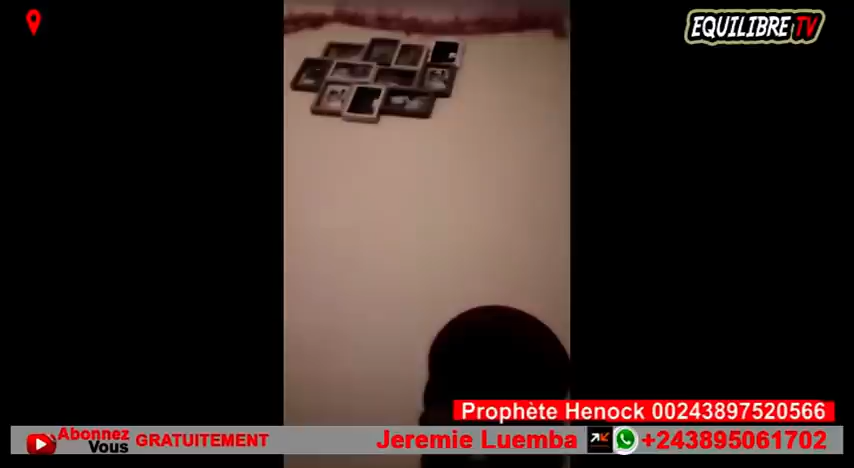 EQUILIBRE TV
Prophète Henock 00243897520566
Abonnez
Vous
GRATUITEMENT
Jeremie Luemba
+243895061702